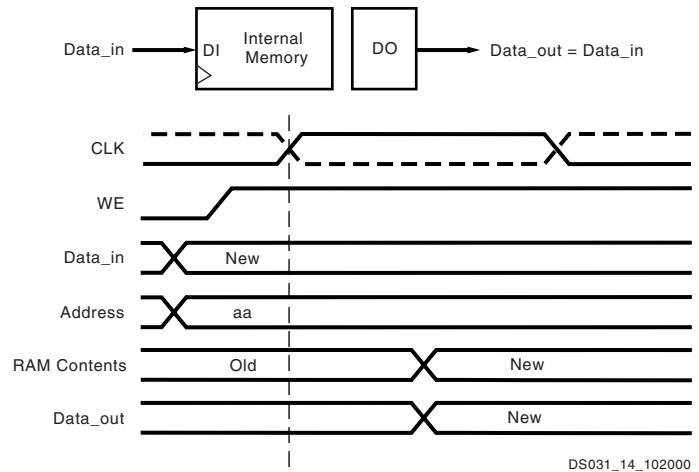 Data_in DI Internal Memory DO Data_out = Data_in
CLK
WE
Data_in New
Address aa
RAM Contents Old New
Data_out New
DS031_14_102000